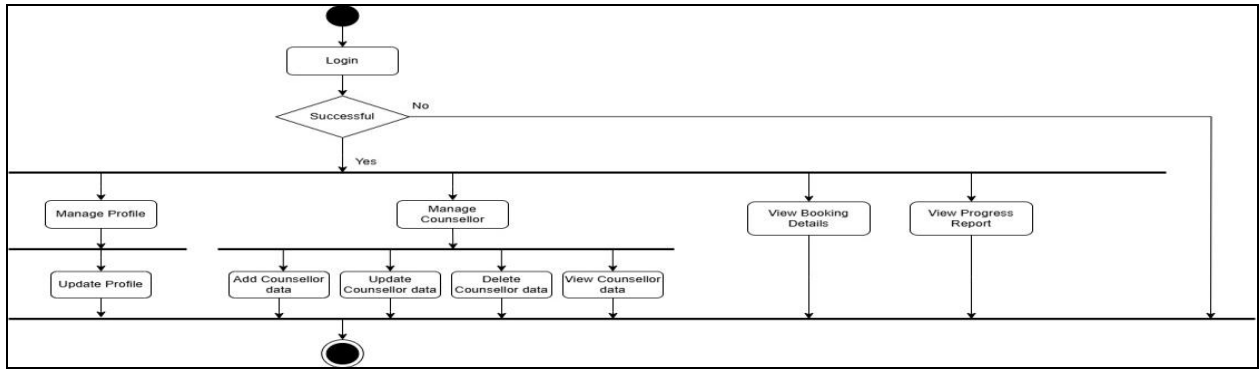 Login
No
Successful
Yes
Manage Profile
Manage
Counsellor
View Booking
Details
View Progress
Report
Update Profile
Add Counsellor
data
Update
Counsellor data
Delete
Counsellor data
View Counsellor
data